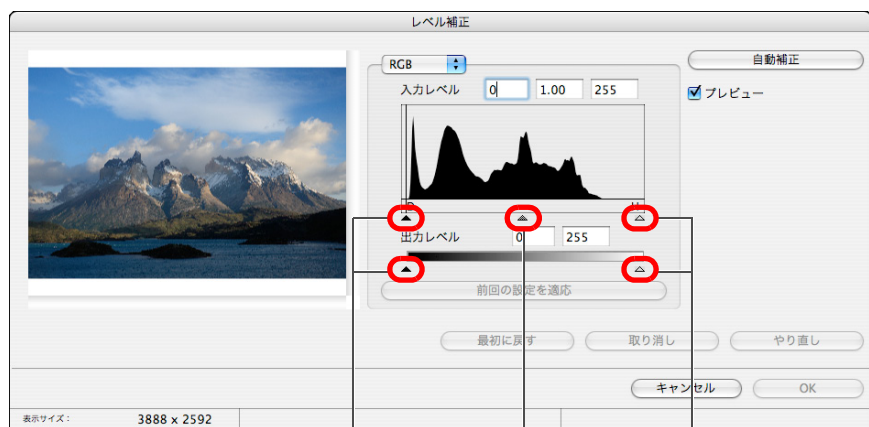 レベル補正
RGB
自動補正
入力レベル 0 1.00 255
プレビュー
出力レベル 0 255
前回の設定を適応
最初に戻す 取り消し やり直し
キャンセル OK
表示サイズ： 3888 x 2592